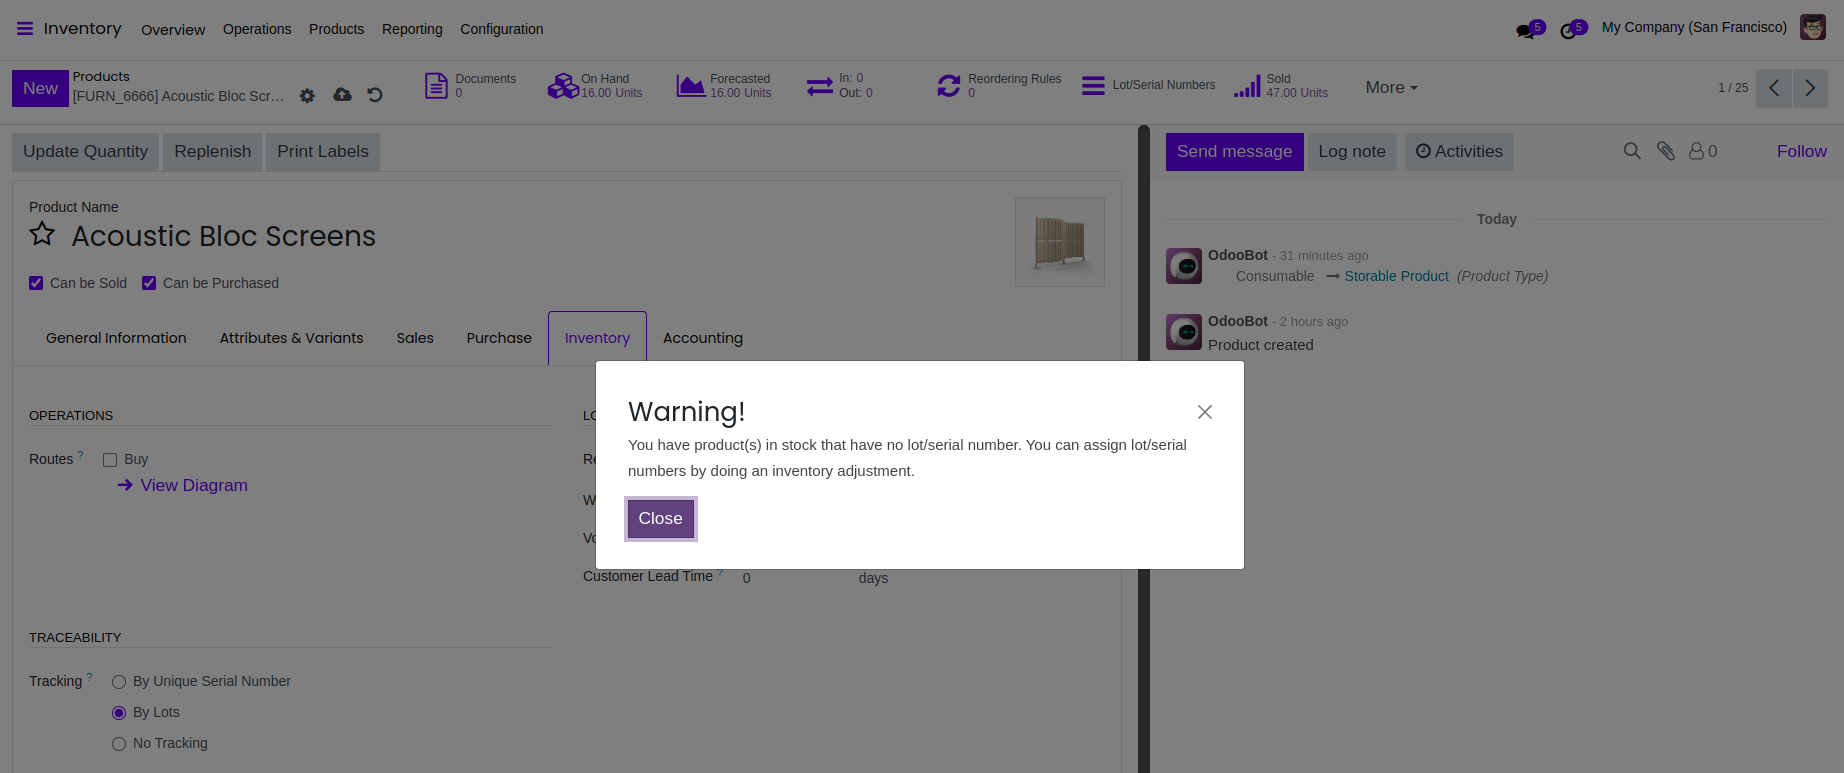 Inventory Overview Operations Products Reporting Configuration 5 5 My Company (San Francisco)
New Products
[FURN_6666] Acoustic Bloc Scr...
Documents
0
On Hand
16.00 Units
Forecasted
16.00 Units
In: 0
Out: 0
Reordering Rules
0
Lot/Serial Numbers
Sold
47.00 Units
More
1 / 25
Update Quantity Replenish Print Labels
Send message Log note Activities 0 Follow
Product Name
Acoustic Bloc Screens
Can be Sold Can be Purchased
General Information Attributes & Variants Sales Purchase Inventory Accounting
Today
OdooBot - 31 minutes ago
Consumable Storable Product (Product Type)
OdooBot - 2 hours ago
Product created
Warning!
You have product(s) in stock that have no lot/serial number. You can assign lot/serial
numbers by doing an inventory adjustment.
Close
OPERATIONS
Routes ? Buy
View Diagram
LO
Re
W
Vo
Customer Lead Time ? 0 days
TRACEABILITY
Tracking ? By Unique Serial Number
By Lots
No Tracking